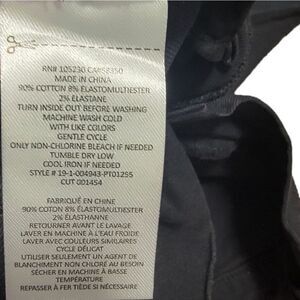 RN# 105230 CA#58350
MADE IN CHINA
90% COTTON 8% ELASTOMULTIESTER
2% ELASTANE
TURN INSIDE OUT BEFORE WASHING
MACHINE WASH COLD
WITH LIKE COLORS
GENTLE CYCLE
ONLY NON-CHLORINE BLEACH IF NEEDED
TUMBLE DRY LOW
COOL IRON IF NEEDED
STYLE # 19-1-004943-PT01255
CUT 001454
FABRIQUÉ EN CHINE
90% COTON 8% ÉLASTOMULTIESTER
2% ÉLASTHANNE
RETOURNER AVANT LE LAVAGE
LAVER EN MACHINE À L'EAU FROIDE
LAVER AVEC COULEURS SIMILAIRES
CYCLE DÉLICAT
UTILISER SEULEMENT UN AGENT DE
BLANCHIMENT NON CHLORÉ AU BESOIN
SÉCHER EN MACHINE À BASSE
TEMPÉRATURE
REPASSER À FER TIÈDE SI NÉCESSAIRE